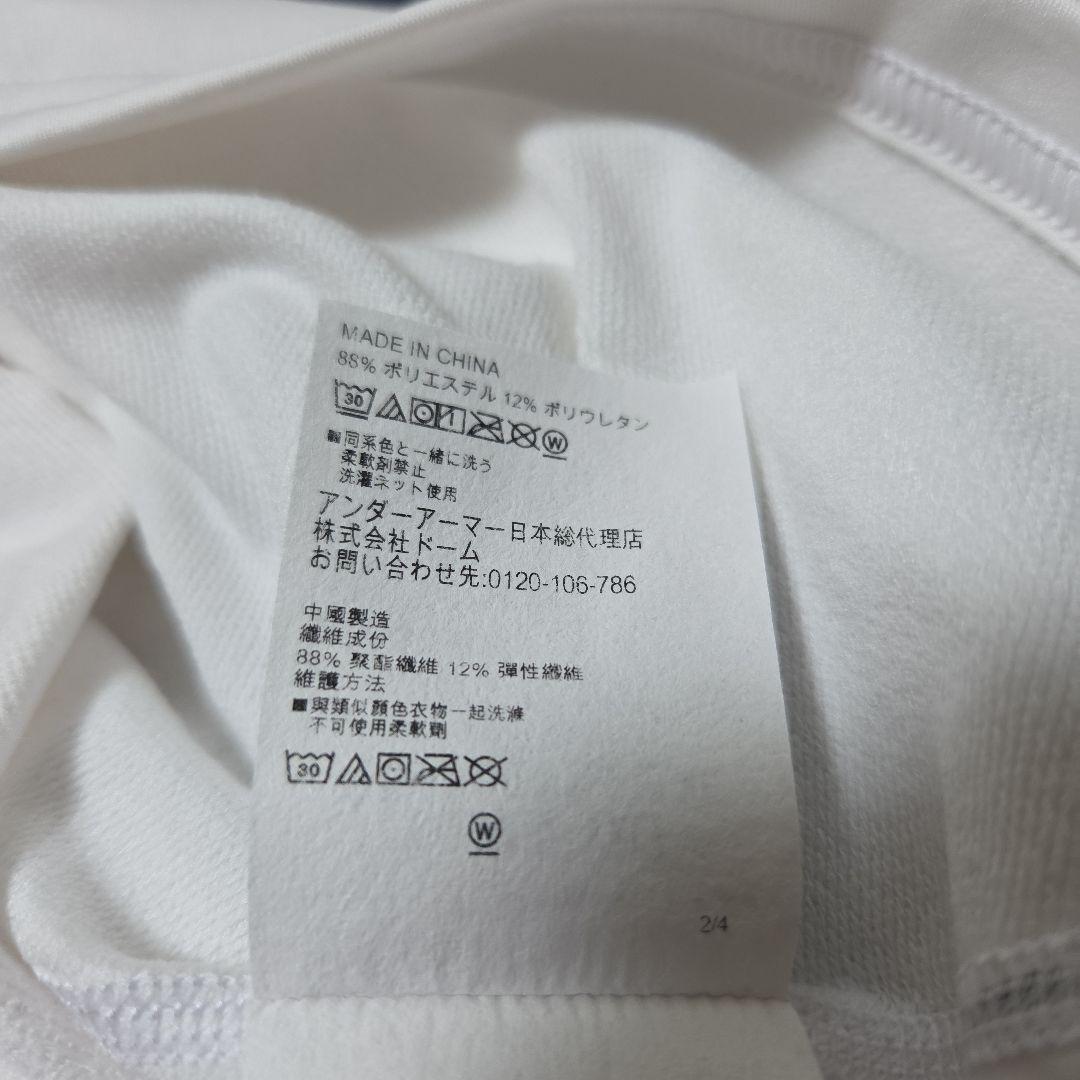 MADE IN CHINA
88% ポリエステル 12% ポリウレタン
30 W
■同系色と一緒に洗う
柔軟剤禁止
洗濯ネット使用
アンダーアーマー日本総代理店
株式会社ドーム
お問い合わせ先:0120-106-786
中國製造
纖維成份
88% 聚酯纖維 12% 彈性纖維
維護方法
■與類似顏色衣物一起洗滌
不可使用柔軟劑
30
W
2/4